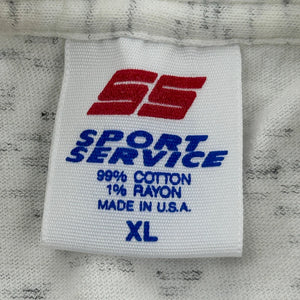 SS
SPORT
SERVICE
99% COTTON
1% RAYON
MADE IN U.S.A.
XL